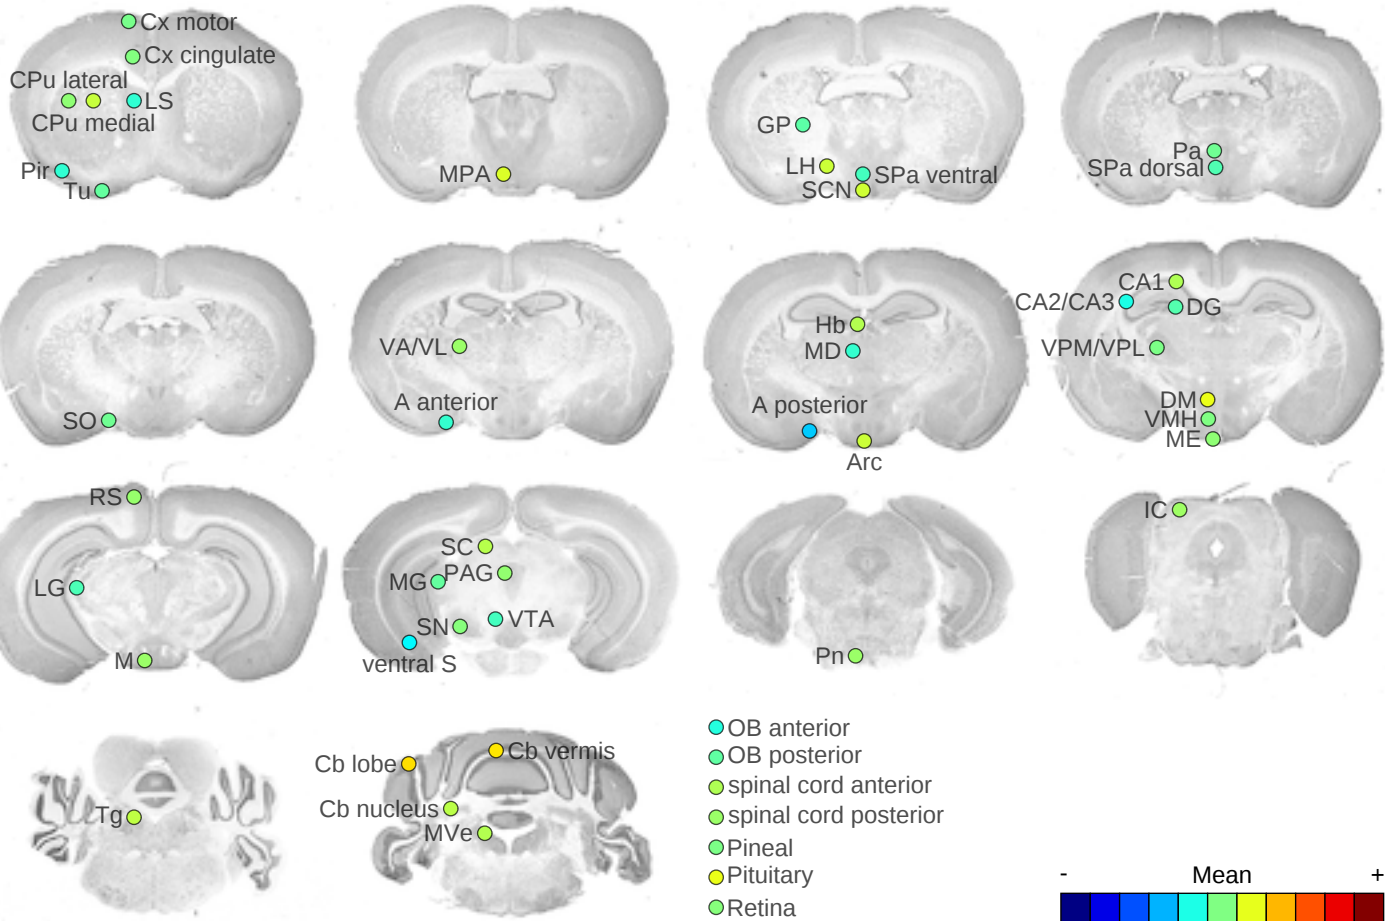 Cx motor
Cx cingulate
CPu lateral
LS
CPu medial
Pir
Tu
MPA
GP
LH
SPa ventral
SCN
Pa
SPa dorsal
SO
VA/VL
A anterior
Hb
MD
A posterior
Arc
CA1
CA2/CA3
DG
VPM/VPL
DM
VMH
ME
RS
LG
M
SC
PAG
MG
VTA
SN
ventral S
Pn
IC
Tg
Cb vermis
Cb lobe
Cb nucleus
MVe
OB anterior
OB posterior
spinal cord anterior
spinal cord posterior
Pineal
Pituitary
Retina
- Mean +